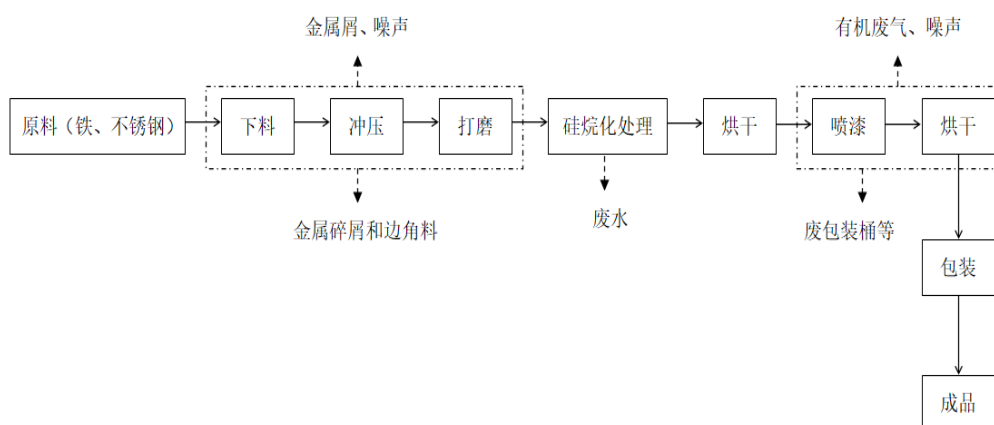 金属屑、噪声
有机废气、噪声
原料（铁、不锈钢）
下料
冲压
打磨
硅烷化处理
烘干
喷漆
烘干
金属碎屑和边角料
废水
废包装桶等
包装
成品